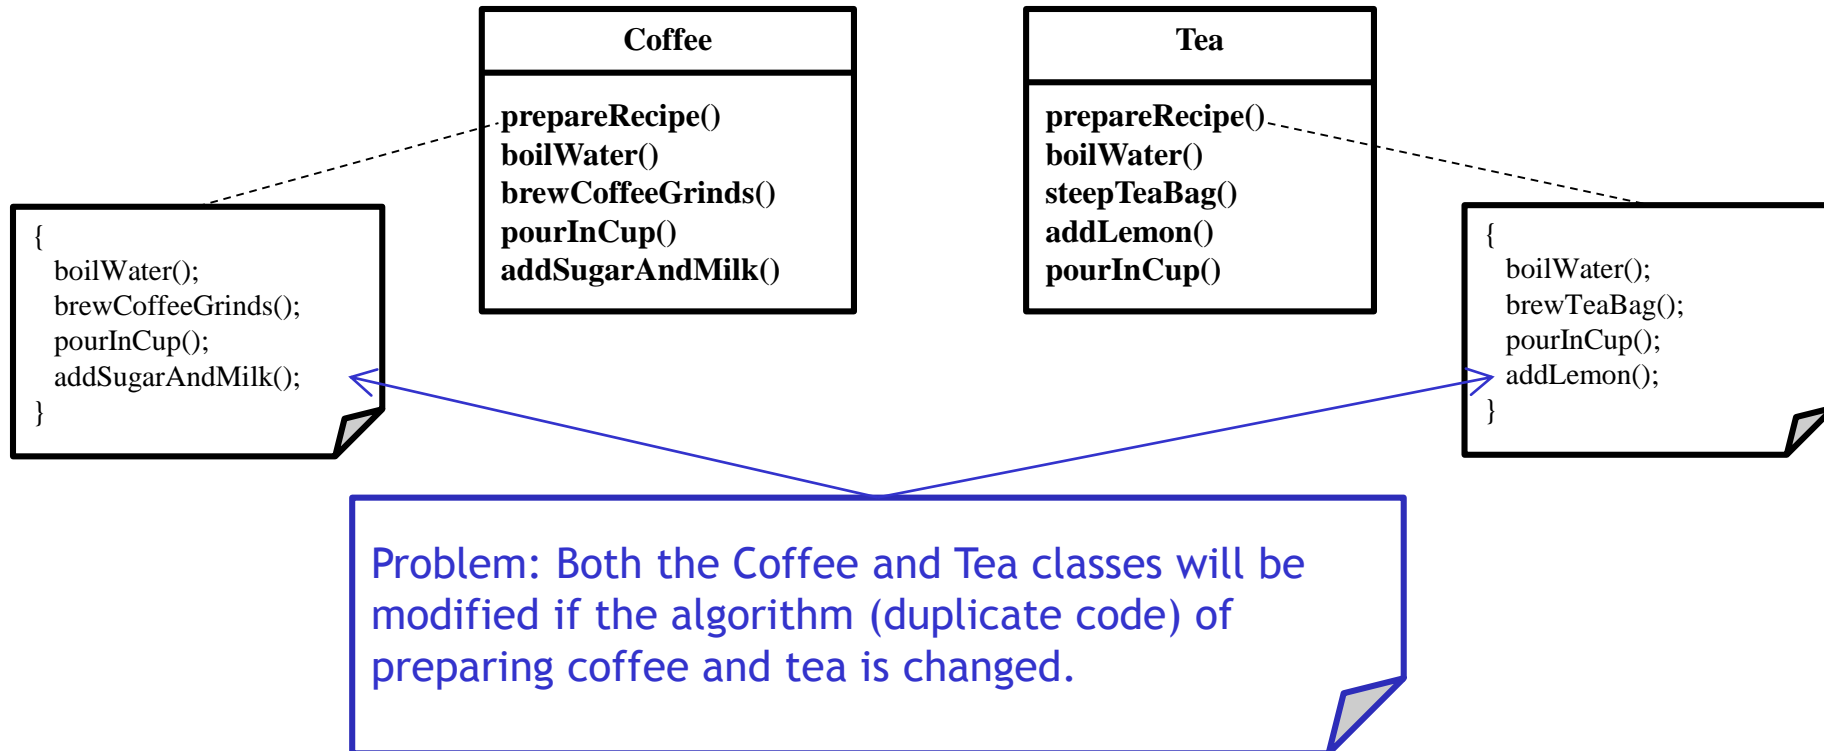 Coffee
prepareRecipe()
boilWater()
brewCoffeeGrinds()
pourInCup()
addSugarAndMilk()
Tea
prepareRecipe()
boilWater()
steepTeaBag()
addLemon()
pourInCup()
{
boilWater();
brewCoffeeGrinds();
pourInCup();
addSugarAndMilk();
}
{
boilWater();
brewTeaBag();
pourInCup();
addLemon();
}
Problem: Both the Coffee and Tea classes will be
modified if the algorithm (duplicate code) of
preparing coffee and tea is changed.